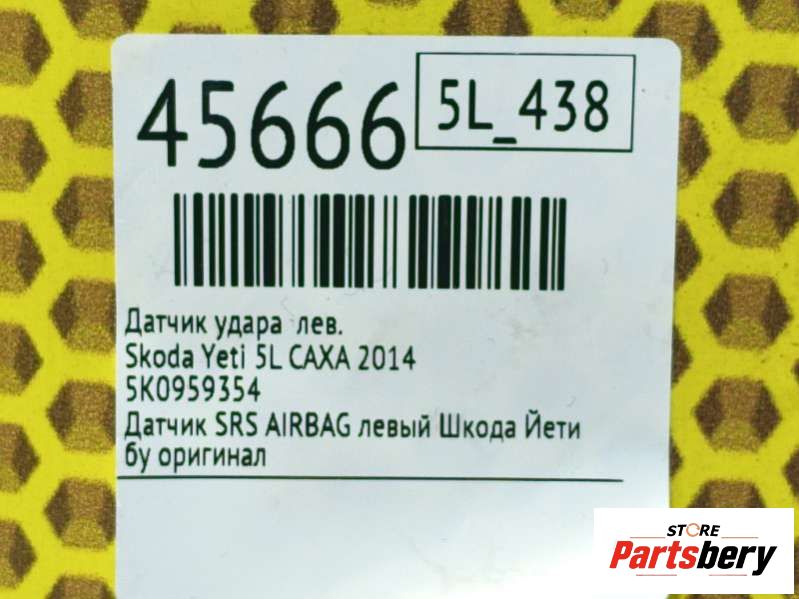 45666
5L_438
Датчик удара лев.
Skoda Yeti 5L CAXA 2014
5K0959354
Датчик SRS AIRBAG левый Шкода Йети
бу оригинал
STORE
Partsbery